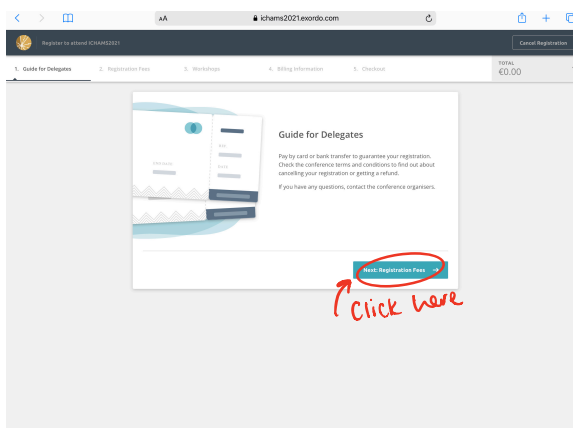 AA
ichams2021.exordo.com
Register to attend ICHAMS2021
Cancel Registration
1. Guide for Delegates
2. Registration Fees
3. Workshops
4. Billing Information
5. Checkout
TOTAL
€0.00
Guide for Delegates
Pay by card or bank transfer to guarantee your registration.
Check the conference terms and conditions to find out about
cancelling your registration or getting a refund.
If you have any questions, contact the conference organisers.
Next: Registration Fees
Click here